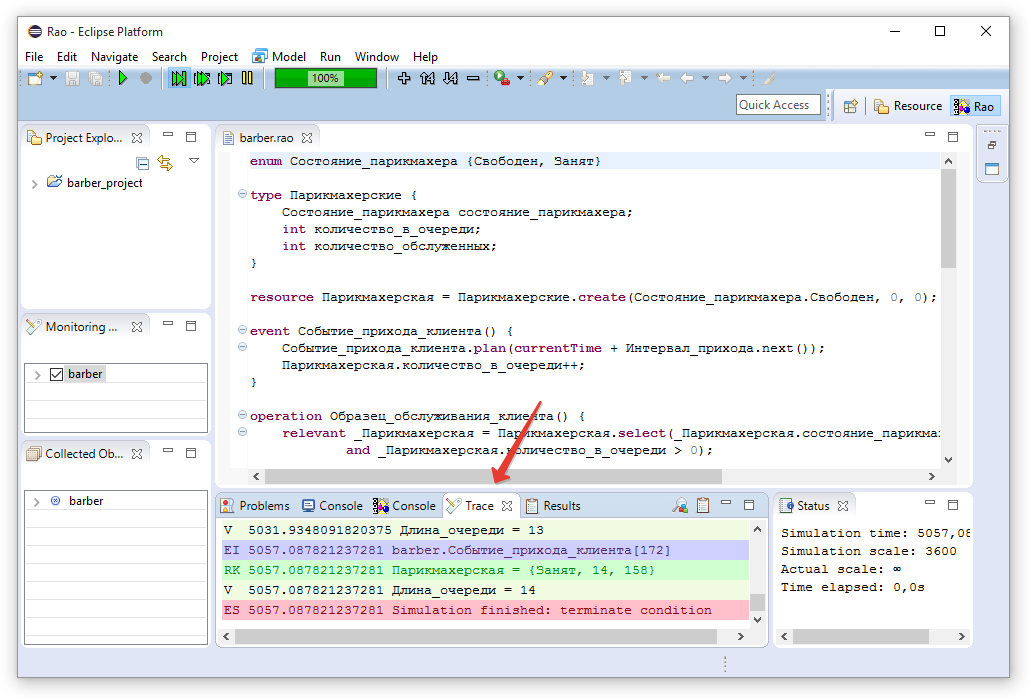 Rao - Eclipse Platform
File Edit Navigate Search Project Model Run Window Help
100%
Quick Access Resource Rao
Project Explo...
barber_project
Monitoring ...
barber
Collected Ob...
barber
barber.rao
enum Состояние_парикмахера {Свободен, Занят}
type Парикмахерские {
Состояние_парикмахера состояние_парикмахера;
int количество_в_очереди;
int количество_обслуженных;
}
resource Парикмахерская = Парикмахерские.create(Состояние_парикмахера.Свободен, 0, 0);
event Событие_прихода_клиента() {
Событие_прихода_клиента.plan(currentTime + Интервал_прихода.next());
Парикмахерская.количество_в_очереди++;
}
operation Образец_обслуживания_клиента() {
relevant _Парикмахерская = Парикмахерская.select(_Парикмахерская.состояние_парикма
and _Парикмахерская.количество_в_очереди > 0);
Problems Console Console Trace Results
V 5031.9348091820375 Длина_очереди = 13
EI 5057.087821237281 barber.Событие_прихода_клиента[172]
RK 5057.087821237281 Парикмахерская = {Занят, 14, 158}
V 5057.087821237281 Длина_очереди = 14
ES 5057.087821237281 Simulation finished: terminate condition
Status
Simulation time: 5057,08
Simulation scale: 3600
Actual scale: ∞
Time elapsed: 0,0s